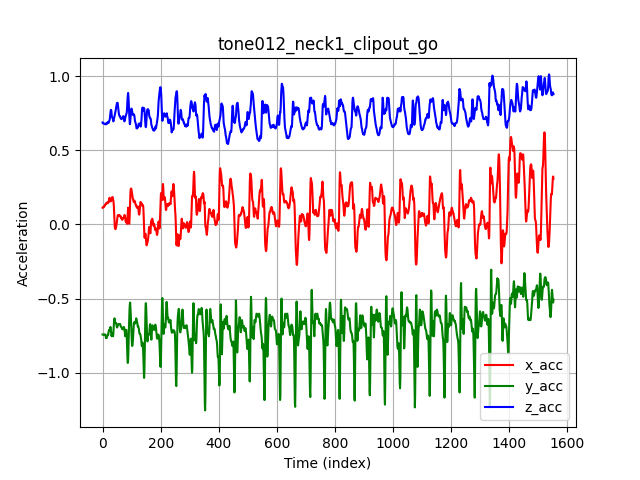 tone012_neck1_clipout_go
1.0
0.5
0.0
−0.5
−1.0
Acceleration
0 200 400 600 800 1000 1200 1400 1600
Time (index)
x_acc
y_acc
z_acc